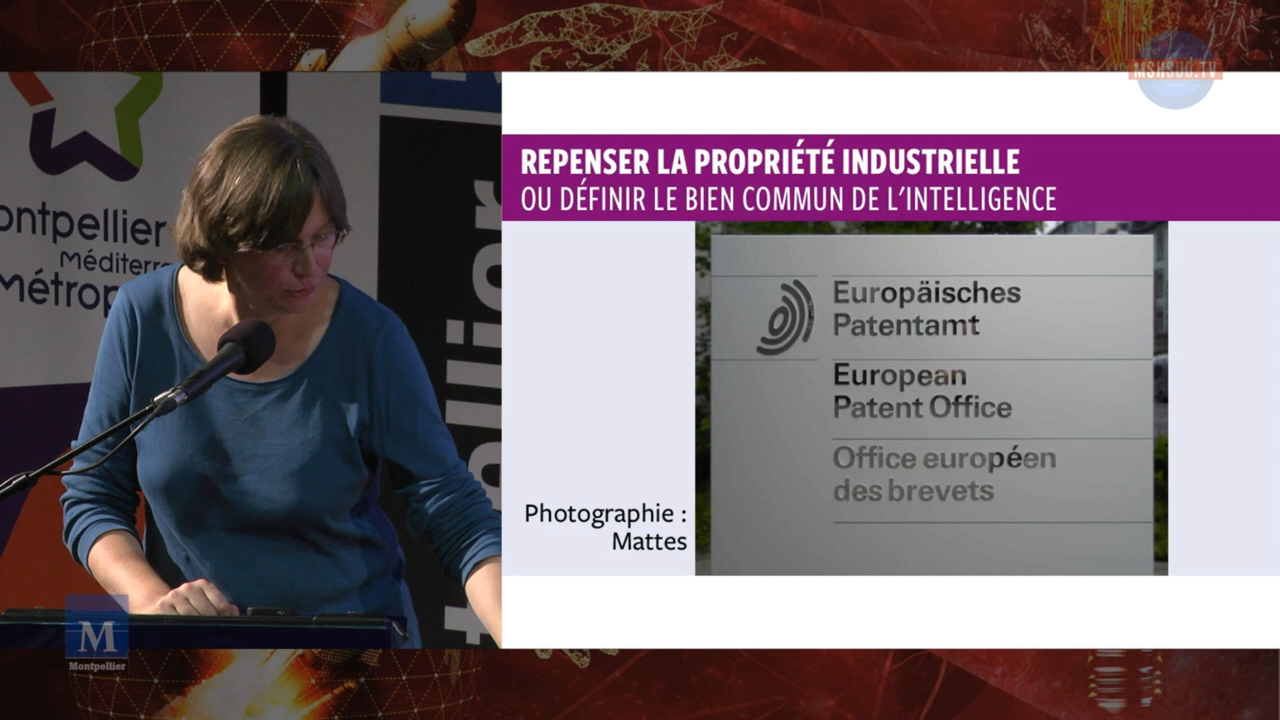 MSHSUD.TV
ontpellier
Méditerr
Métrop
REPENSER LA PROPRIÉTÉ INDUSTRIELLE
OU DÉFINIR LE BIEN COMMUN DE L'INTELLIGENCE
Europäisches
Patentamt
European
Patent Office
Office européen
des brevets
Photographie :
Mattes
M
Montpellier